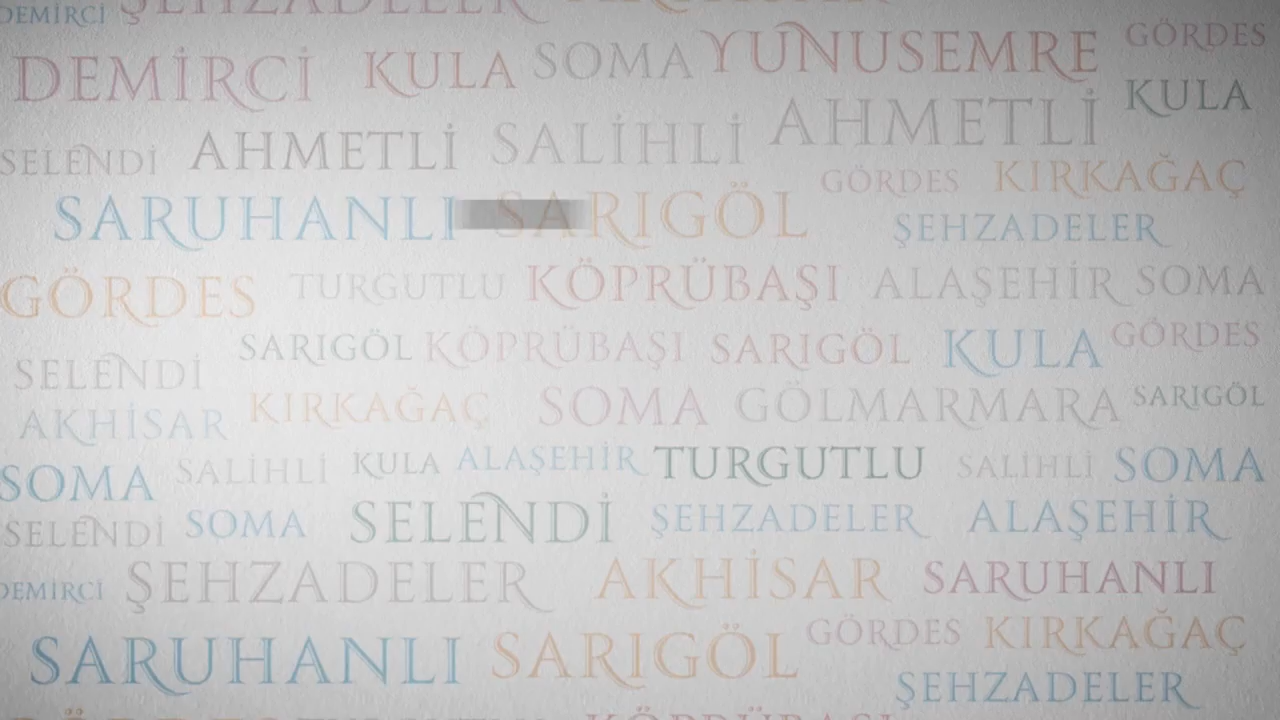 DEMİRCİ ŞEHZADELER
DEMİRCİ KULA SOMA YUNUSEMRE GÖRDES
KULA
SELENDİ AHMETLİ SALİHLİ AHMETLİ
GÖRDES KIRKAĞAÇ
SARUHANLI SARIGÖL ŞEHZADELER
GÖRDES TURGUTLU KÖPRÜBAŞI ALAŞEHİR SOMA
SELENDİ SARIGÖL KÖPRÜBAŞI SARIGÖL KULA GÖRDES
AKHİSAR KIRKAĞAÇ SOMA GÖLMARMARA SARIGÖL
SOMA SALİHLİ KULA ALAŞEHİR TURGUTLU SALİHLİ SOMA
SELENDİ SOMA SELENDİ ŞEHZADELER ALAŞEHİR
DEMİRCİ ŞEHZADELER AKHİSAR SARUHANLI
SARUHANLI SARIGÖL GÖRDES KIRKAĞAÇ
ŞEHZADELER
KÖPRÜBAŞI